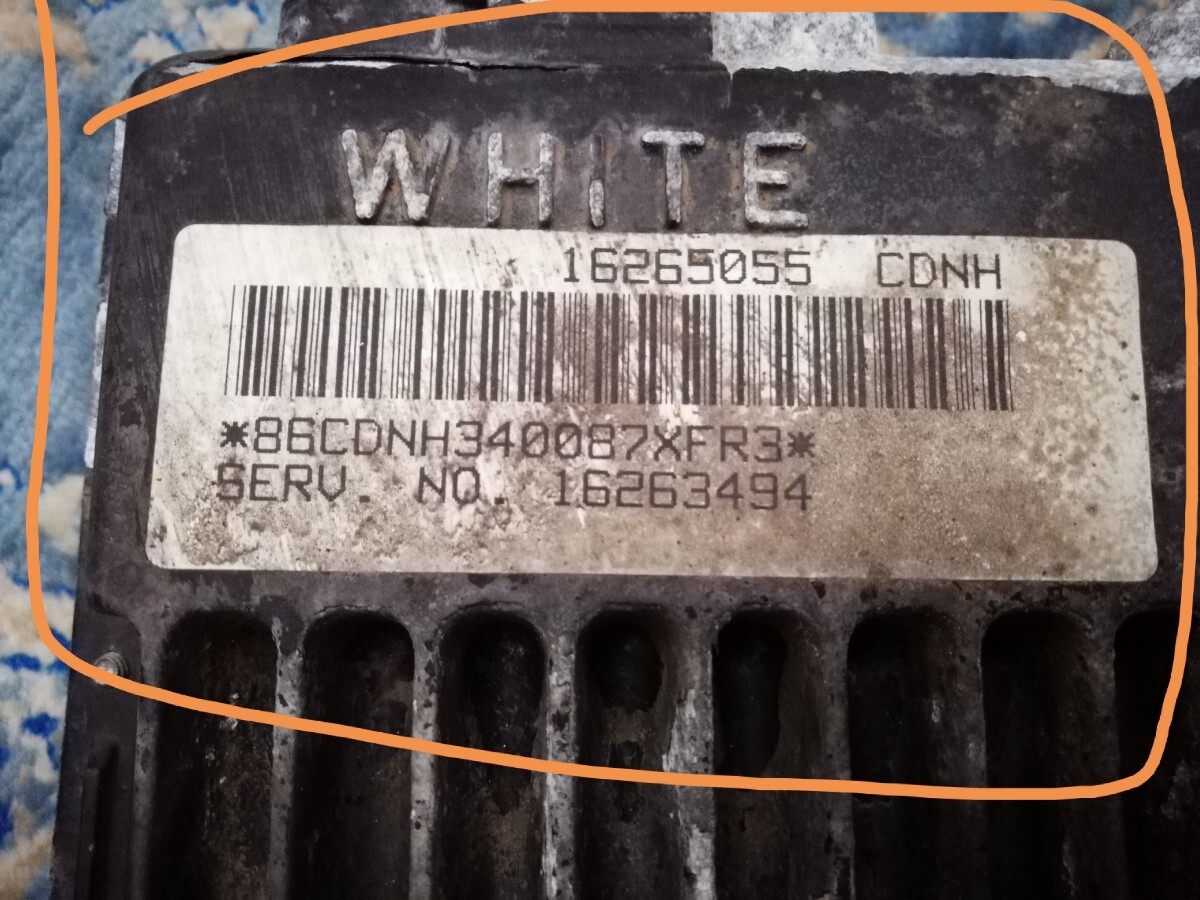 WHITE
16265055 CDNH
*86CDNH340087XFR3*
SERV. NO. 16263494